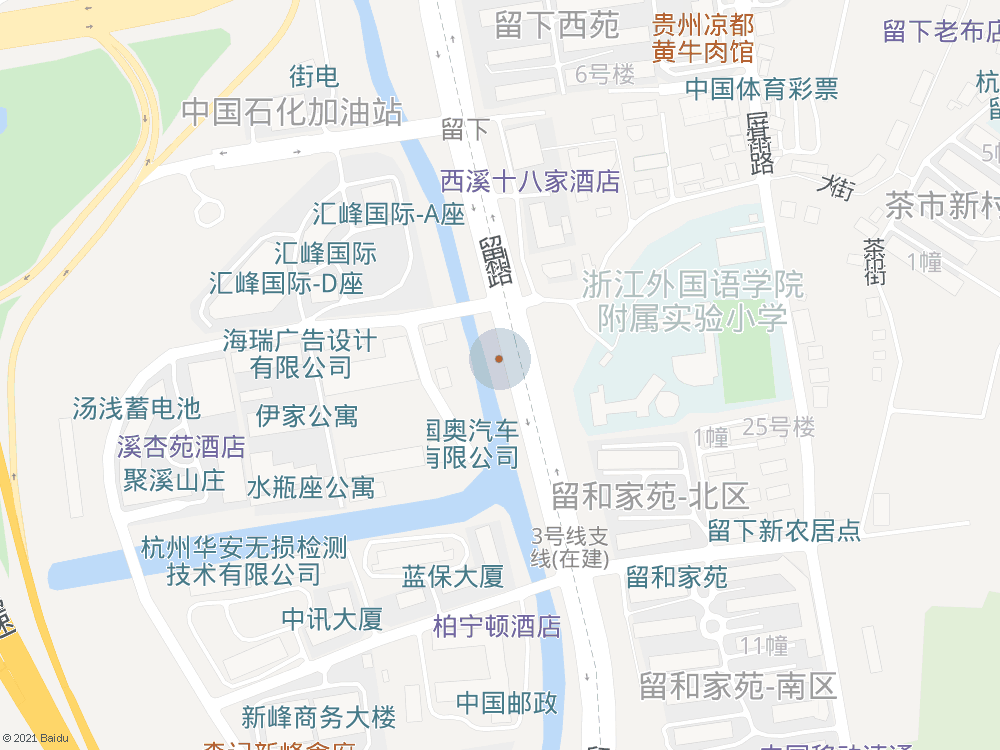 留下西苑
贵州凉都
黄牛肉馆
留下老布店
6号楼
街电
中国体育彩票
杭
留
中国石化加油站
留下
屏基路
5幢
西溪十八家酒店
大街
茶市新村
汇峰国际-A座
留和路
汇峰国际
茶市街
1幢
汇峰国际-D座
浙江外国语学院
附属实验小学
海瑞广告设计
有限公司
汤浅蓄电池
伊家公寓
国奥汽车
有限公司
1幢
25号楼
溪杏苑酒店
聚溪山庄
水瓶座公寓
留和家苑-北区
3号线支
线(在建)
留下新农居点
杭州华安无损检测
技术有限公司
蓝保大厦
留和家苑
速
中讯大厦
柏宁顿酒店
11幢
留和家苑-南区
中国邮政
新峰商务大楼
© 2021 Baidu